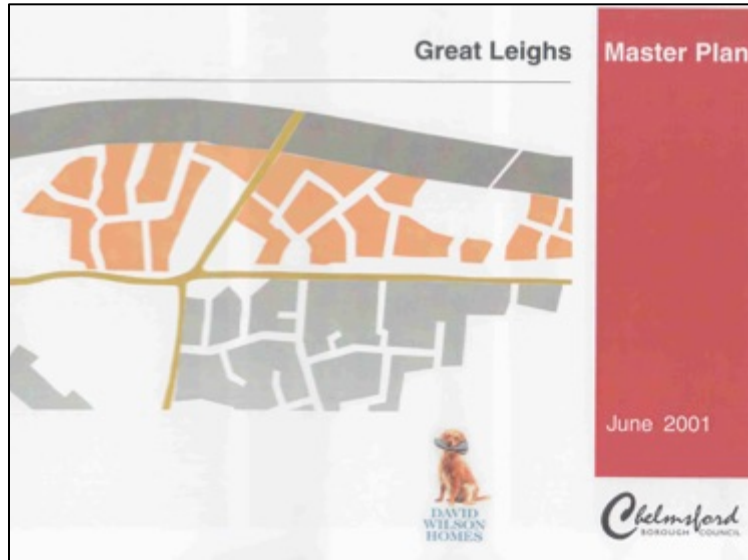 Great Leighs
Master Plan
June 2001
DAVID
WILSON
HOMES
Chelmsford
BOROUGH COUNCIL